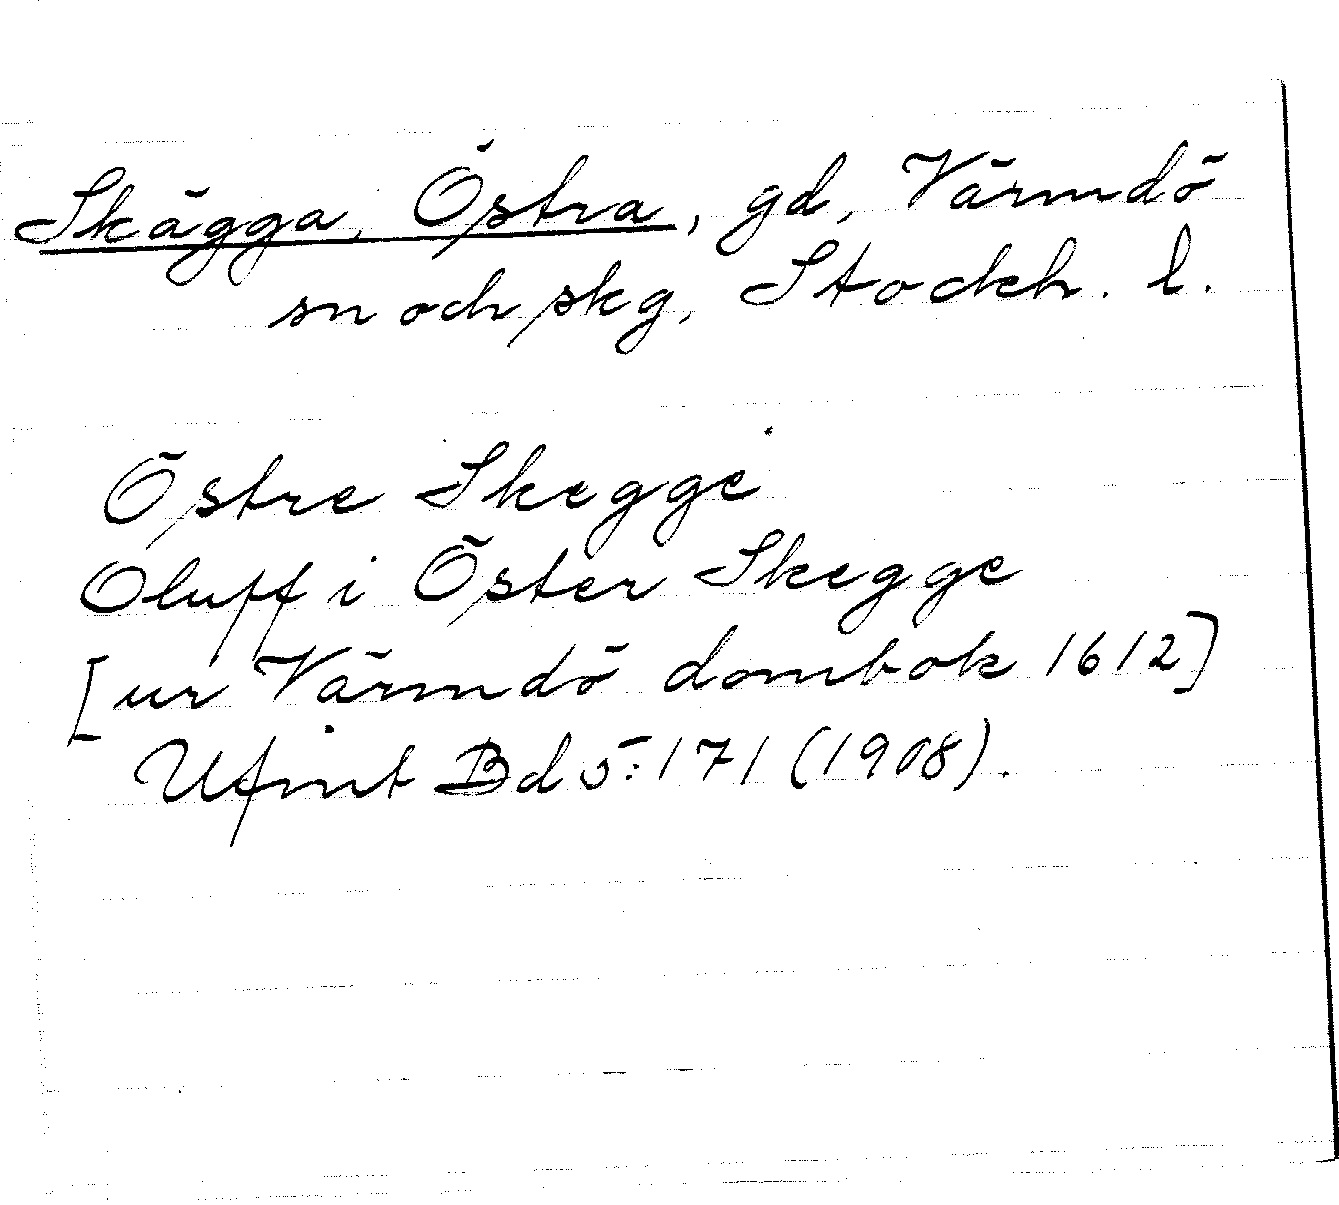 Skägga, Östra, gd, Värmdö
sn och skg, Stockh. l.
Östre Skegge
Oluff i Öster Skegge
[ur Värmdö dombok 1612]
Ufmt Bd 5:171 (1908).